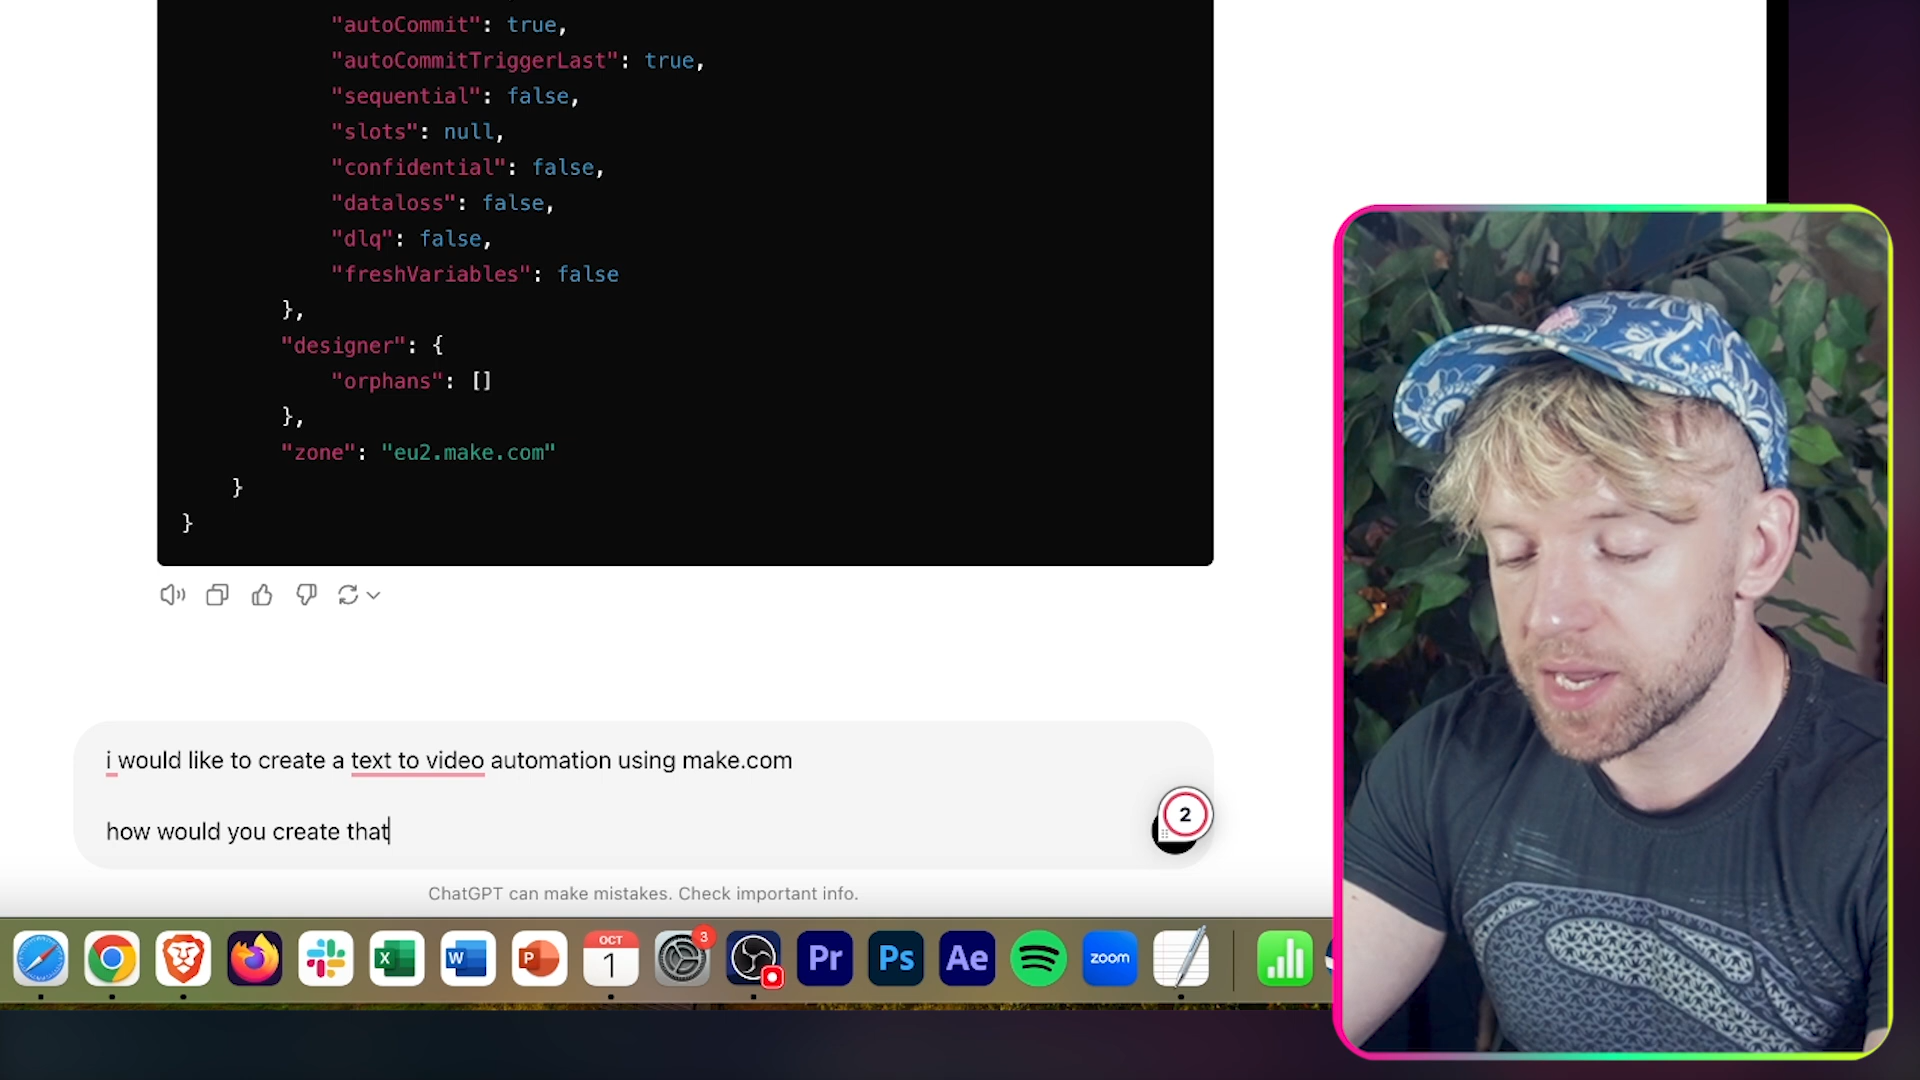 "autoCommit": true,
"autoCommitTriggerLast": true,
"sequential": false,
"slots": null,
"confidential": false,
"dataloss": false,
"dlq": false,
"freshVariables": false
},
"designer": {
"orphans": []
},
"zone": "eu2.make.com"
}
}
i would like to create a text to video automation using make.com
how would you create that
2
ChatGPT can make mistakes. Check important info.
X
W
P
OCT
1
3
Pr
Ps
Ae
zoom